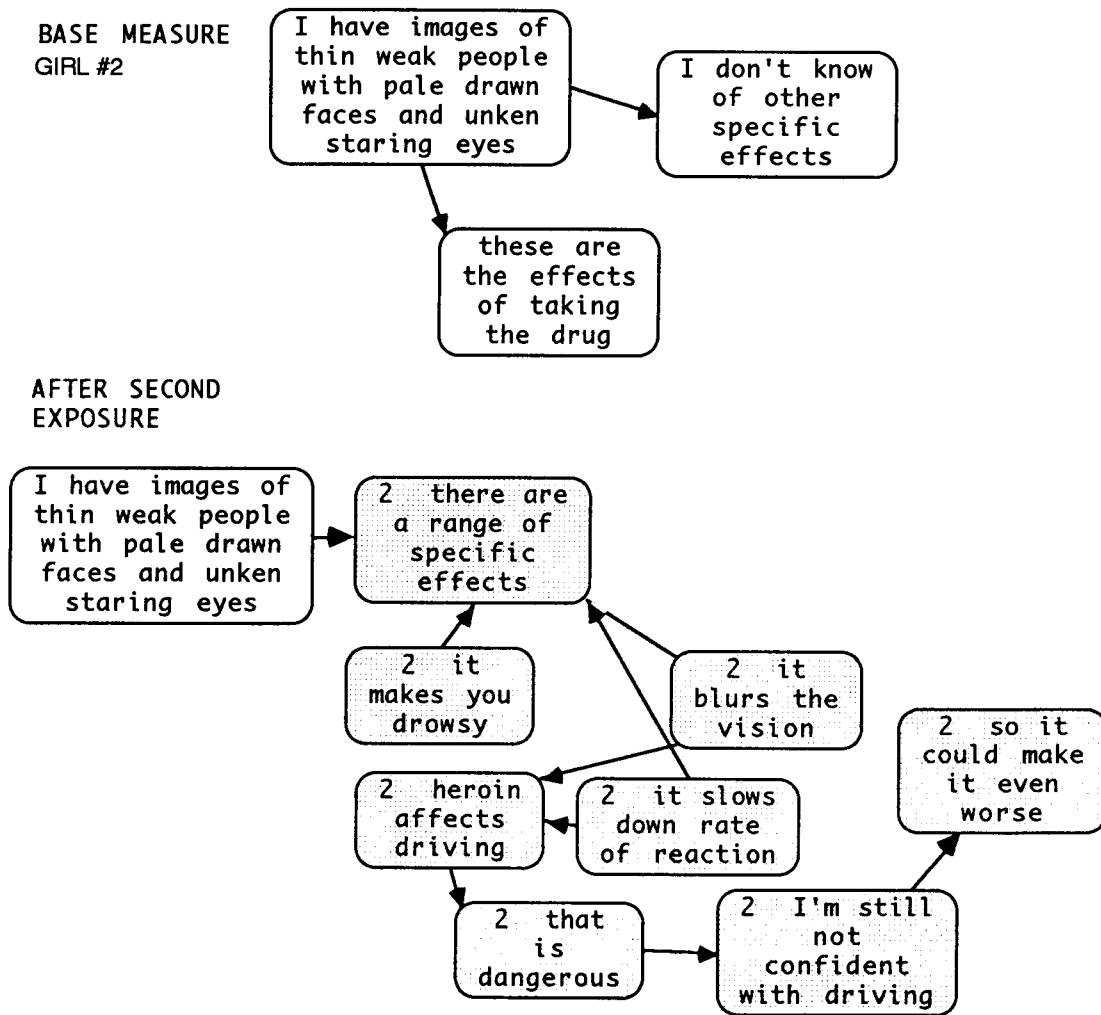 BASE MEASURE
GIRL #2
I have images of
thin weak people
with pale drawn
faces and unken
staring eyes
I don't know
of other
specific
effects
these are
the effects
of taking
the drug
AFTER SECOND
EXPOSURE
I have images of
thin weak people
with pale drawn
faces and unken
staring eyes
2 there are
a range of
specific
effects
2 it
makes you
drowsy
2 it
blurs the
vision
2 so it
could make
it even
worse
2 heroin
affects
driving
2 it slows
down rate
of reaction
2 that
is
dangerous
2 I'm still
not
confident
with driving